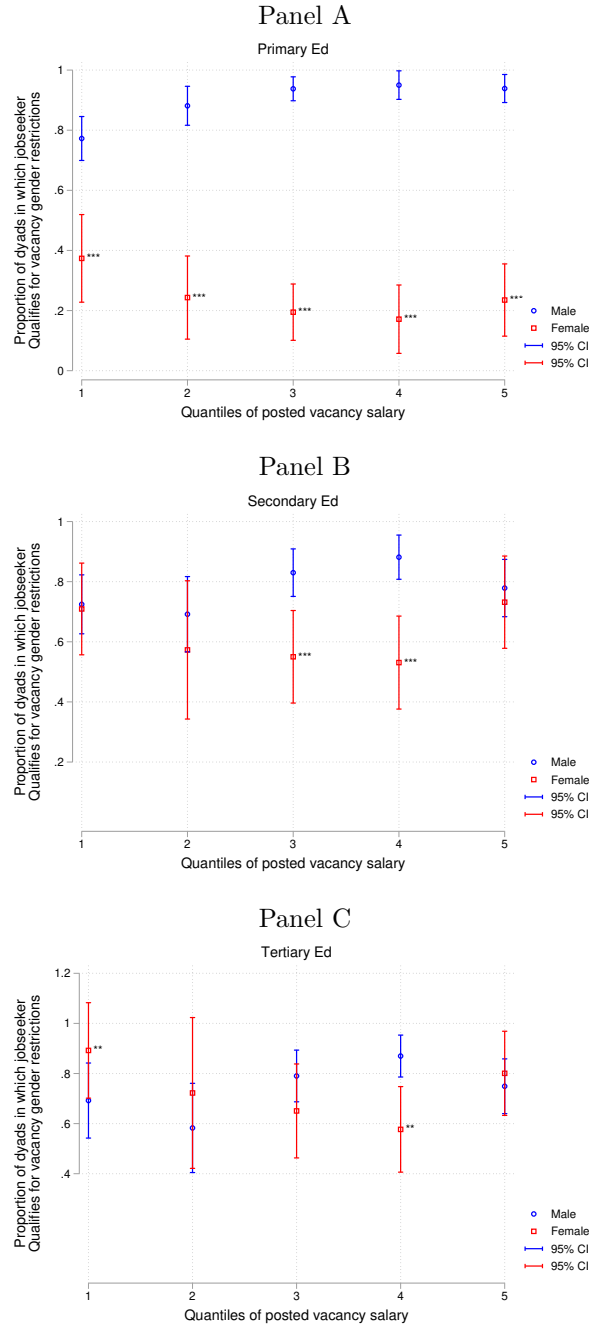 Panel A
Primary Ed
Proportion of dyads in which jobseeker
Qualifies for vacancy gender restrictions
1
.8
.6
.4
.2
0
***
***
***
***
***
Male
Female
95% CI
95% CI
1 2 3 4 5
Quantiles of posted vacancy salary
Panel B
Secondary Ed
Proportion of dyads in which jobseeker
Qualifies for vacancy gender restrictions
1
.8
.6
.4
.2
***
***
Male
Female
95% CI
95% CI
1 2 3 4 5
Quantiles of posted vacancy salary
Panel C
Tertiary Ed
Proportion of dyads in which jobseeker
Qualifies for vacancy gender restrictions
1.2
1
.8
.6
.4
**
**
Male
Female
95% CI
95% CI
1 2 3 4 5
Quantiles of posted vacancy salary